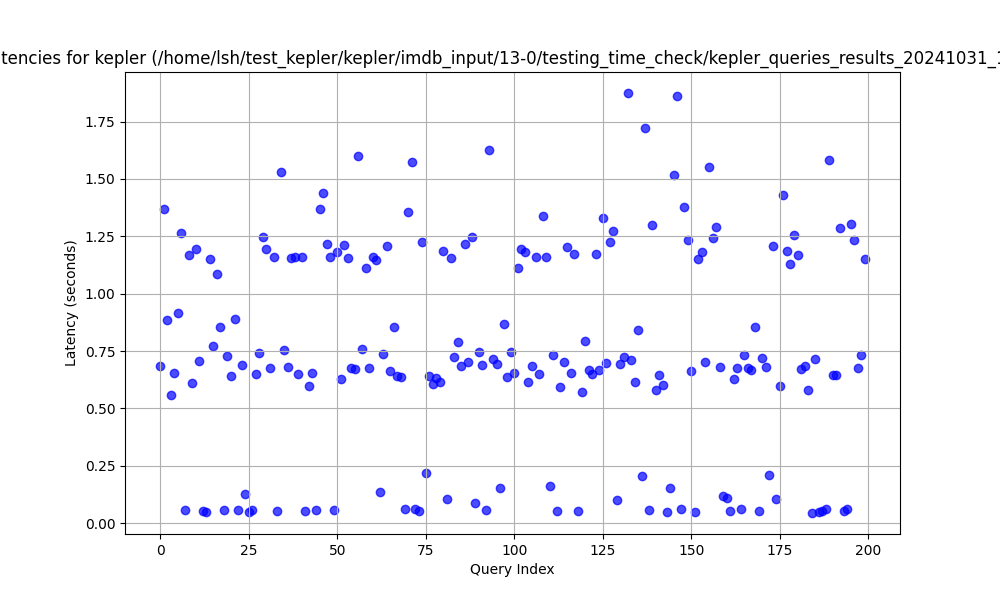 tencies for kepler (/home/lsh/test_kepler/kepler/imdb_input/13-0/testing_time_check/kepler_queries_results_20241031_1
1.75
1.50
1.25
1.00
0.75
0.50
0.25
0.00
Latency (seconds)
0 25 50 75 100 125 150 175 200
Query Index